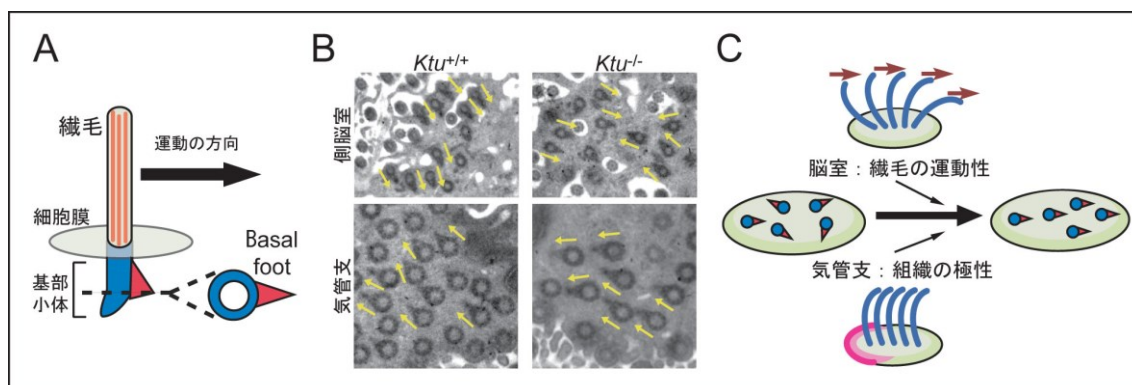 A
繊毛
運動の方向
細胞膜
基部
小体
Basal
foot
B
Ktu+/+
Ktu-/-
側脳室
気管支
C
脳室：繊毛の運動性
気管支：組織の極性